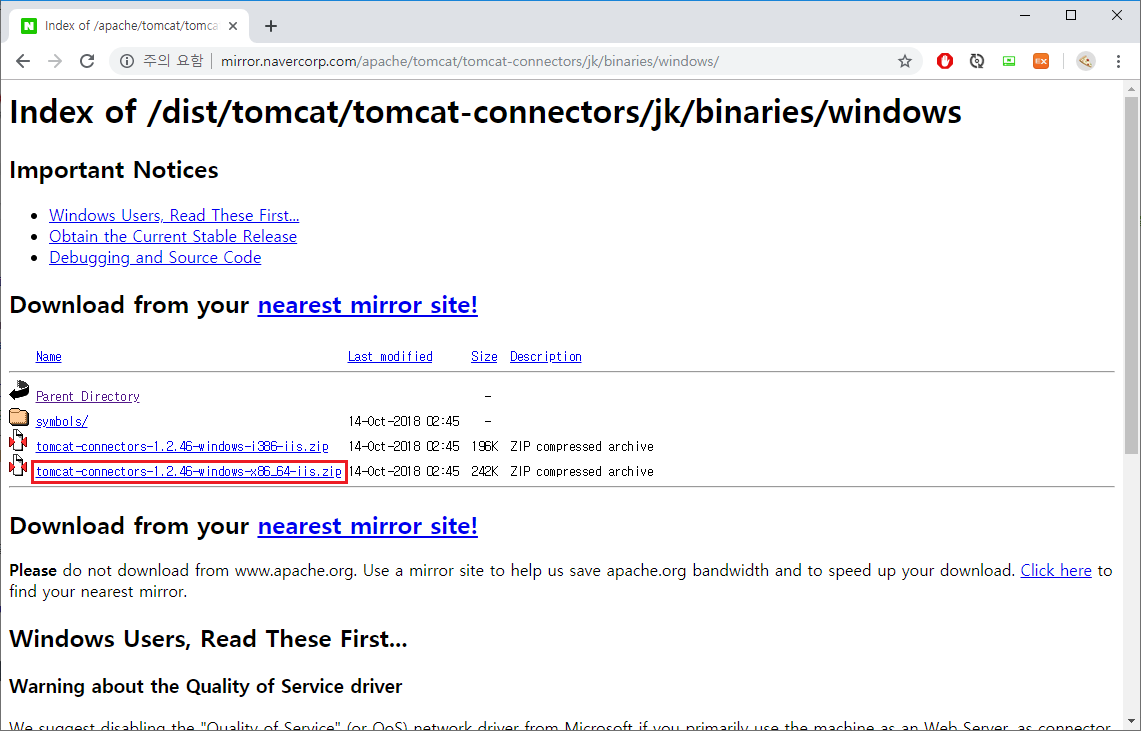 Index of /apache/tomcat/tomca
주의 요함 | mirror.navercorp.com/apache/tomcat/tomcat-connectors/jk/binaries/windows/
Index of /dist/tomcat/tomcat-connectors/jk/binaries/windows
Important Notices
Windows Users, Read These First...
Obtain the Current Stable Release
Debugging and Source Code
Download from your nearest mirror site!
Name Last modified Size Description
Parent Directory -
symbols/ 14-Oct-2018 02:45 -
tomcat-connectors-1.2.46-windows-i386-iis.zip 14-Oct-2018 02:45 196K ZIP compressed archive
tomcat-connectors-1.2.46-windows-x86_64-iis.zip 14-Oct-2018 02:45 242K ZIP compressed archive
Download from your nearest mirror site!
Please do not download from www.apache.org. Use a mirror site to help us save apache.org bandwidth and to speed up your download. Click here to
find your nearest mirror.
Windows Users, Read These First...
Warning about the Quality of Service driver
We suggest disabling the "Quality of Service" (or QoS) network driver from Microsoft if you primarily use the machine as an Web Server, as connector